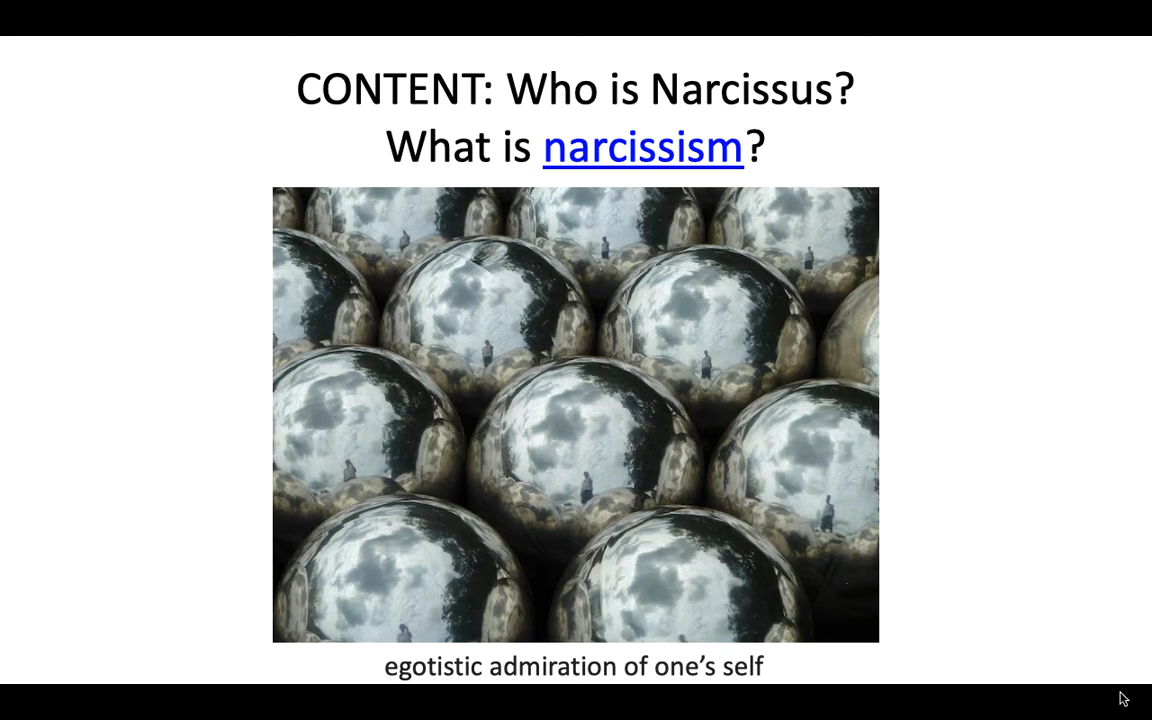 CONTENT: Who is Narcissus?
What is narcissism?
egotistic admiration of one’s self